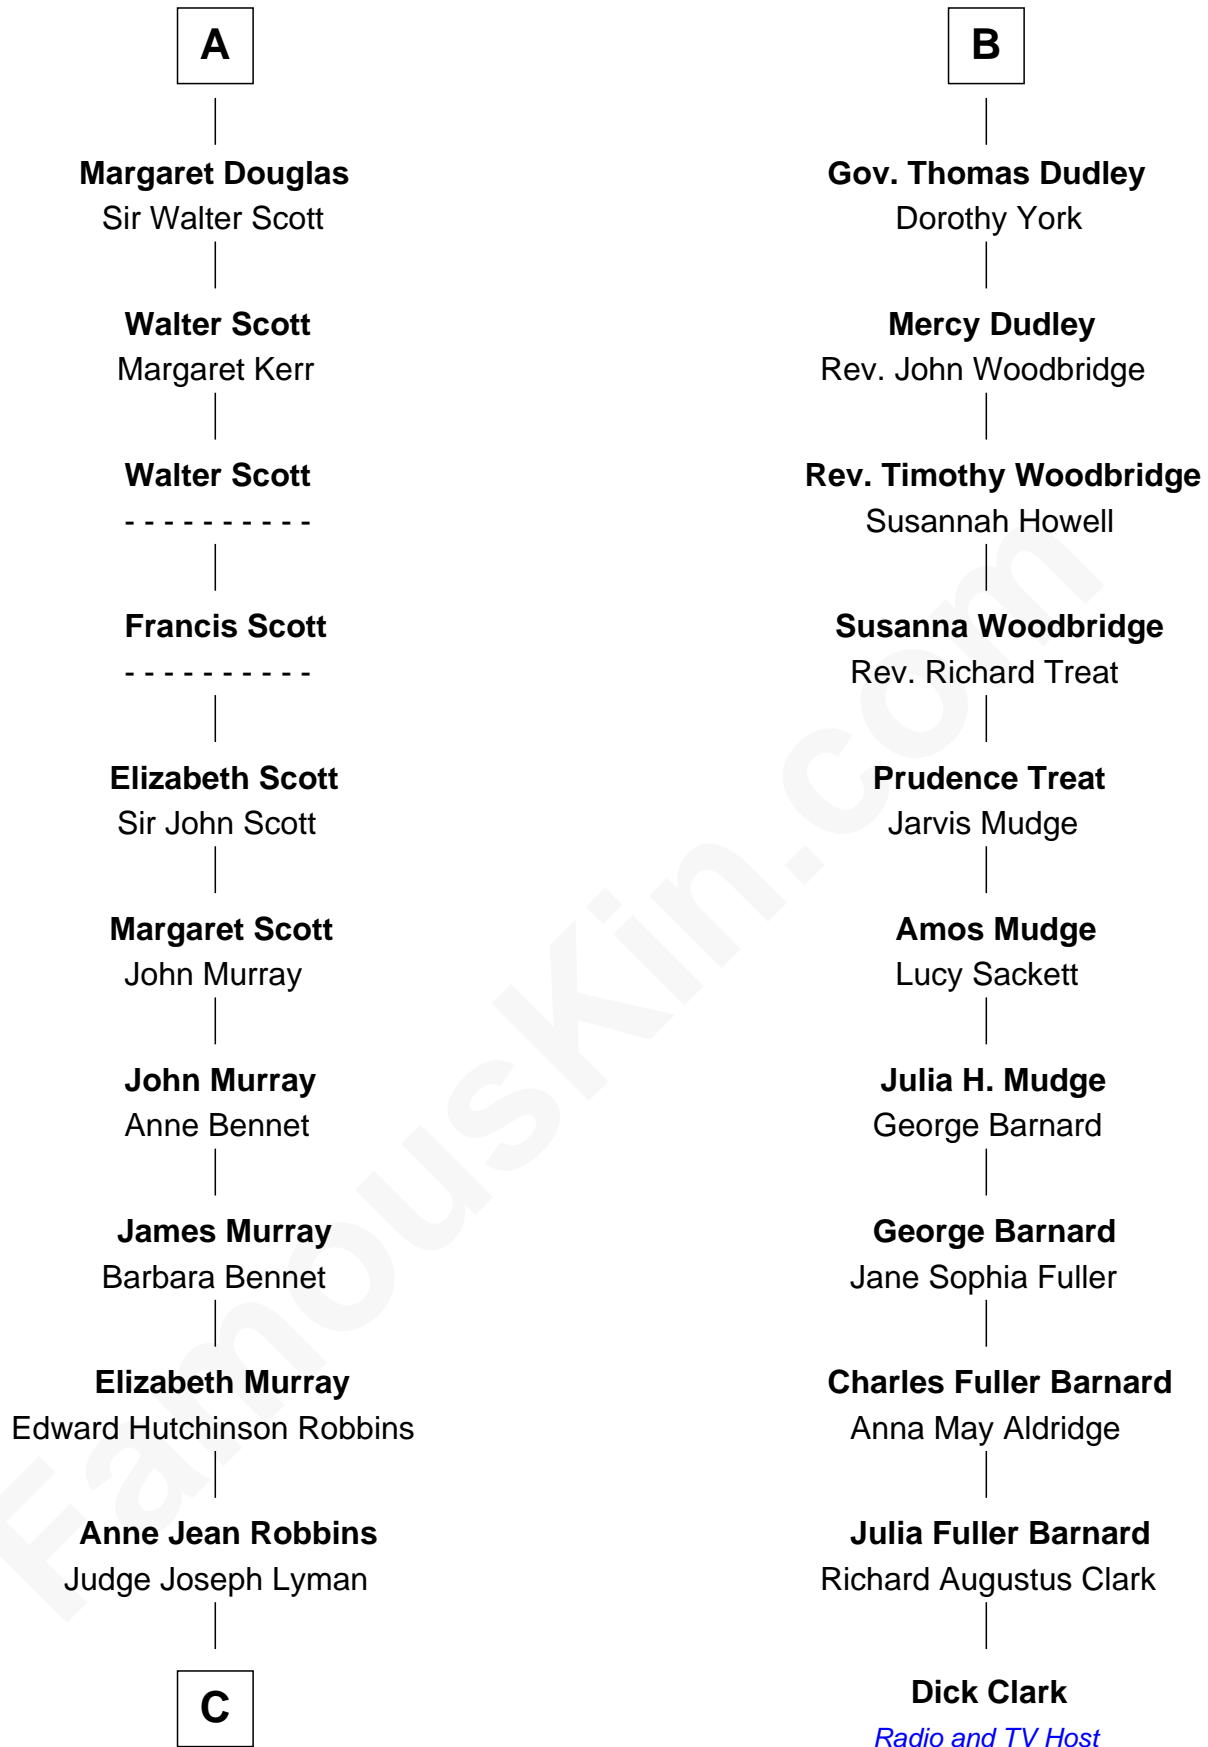 A
Margaret Douglas
Sir Walter Scott
Walter Scott
Margaret Kerr
Walter Scott
- - - - - - - - - -
Francis Scott
- - - - - - - - - -
Elizabeth Scott
Sir John Scott
Margaret Scott
John Murray
John Murray
Anne Bennet
James Murray
Barbara Bennet
Elizabeth Murray
Edward Hutchinson Robbins
Anne Jean Robbins
Judge Joseph Lyman
C
B
Gov. Thomas Dudley
Dorothy York
Mercy Dudley
Rev. John Woodbridge
Rev. Timothy Woodbridge
Susannah Howell
Susanna Woodbridge
Rev. Richard Treat
Prudence Treat
Jarvis Mudge
Amos Mudge
Lucy Sackett
Julia H. Mudge
George Barnard
George Barnard
Jane Sophia Fuller
Charles Fuller Barnard
Anna May Aldridge
Julia Fuller Barnard
Richard Augustus Clark
Dick Clark
Radio and TV Host
FamousKin.com